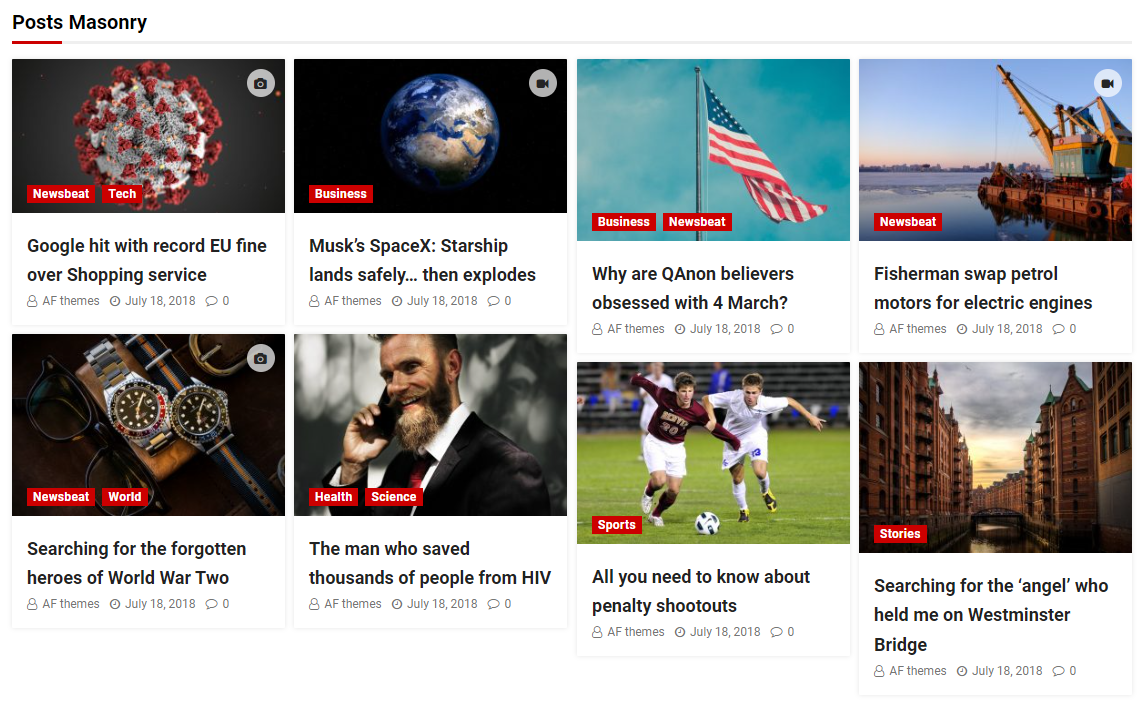 Posts Masonry
Newsbeat Tech
Google hit with record EU fine
over Shopping service
AF themes July 18, 2018 0
Business
Musk’s SpaceX: Starship
lands safely… then explodes
AF themes July 18, 2018 0
Business Newsbeat
Why are QAnon believers
obsessed with 4 March?
AF themes July 18, 2018 0
Newsbeat
Fisherman swap petrol
motors for electric engines
AF themes July 18, 2018 0
Newsbeat World
Searching for the forgotten
heroes of World War Two
AF themes July 18, 2018 0
Health Science
The man who saved
thousands of people from HIV
AF themes July 18, 2018 0
Sports
All you need to know about
penalty shootouts
AF themes July 18, 2018 0
Stories
Searching for the ‘angel’ who
held me on Westminster
Bridge
AF themes July 18, 2018 0